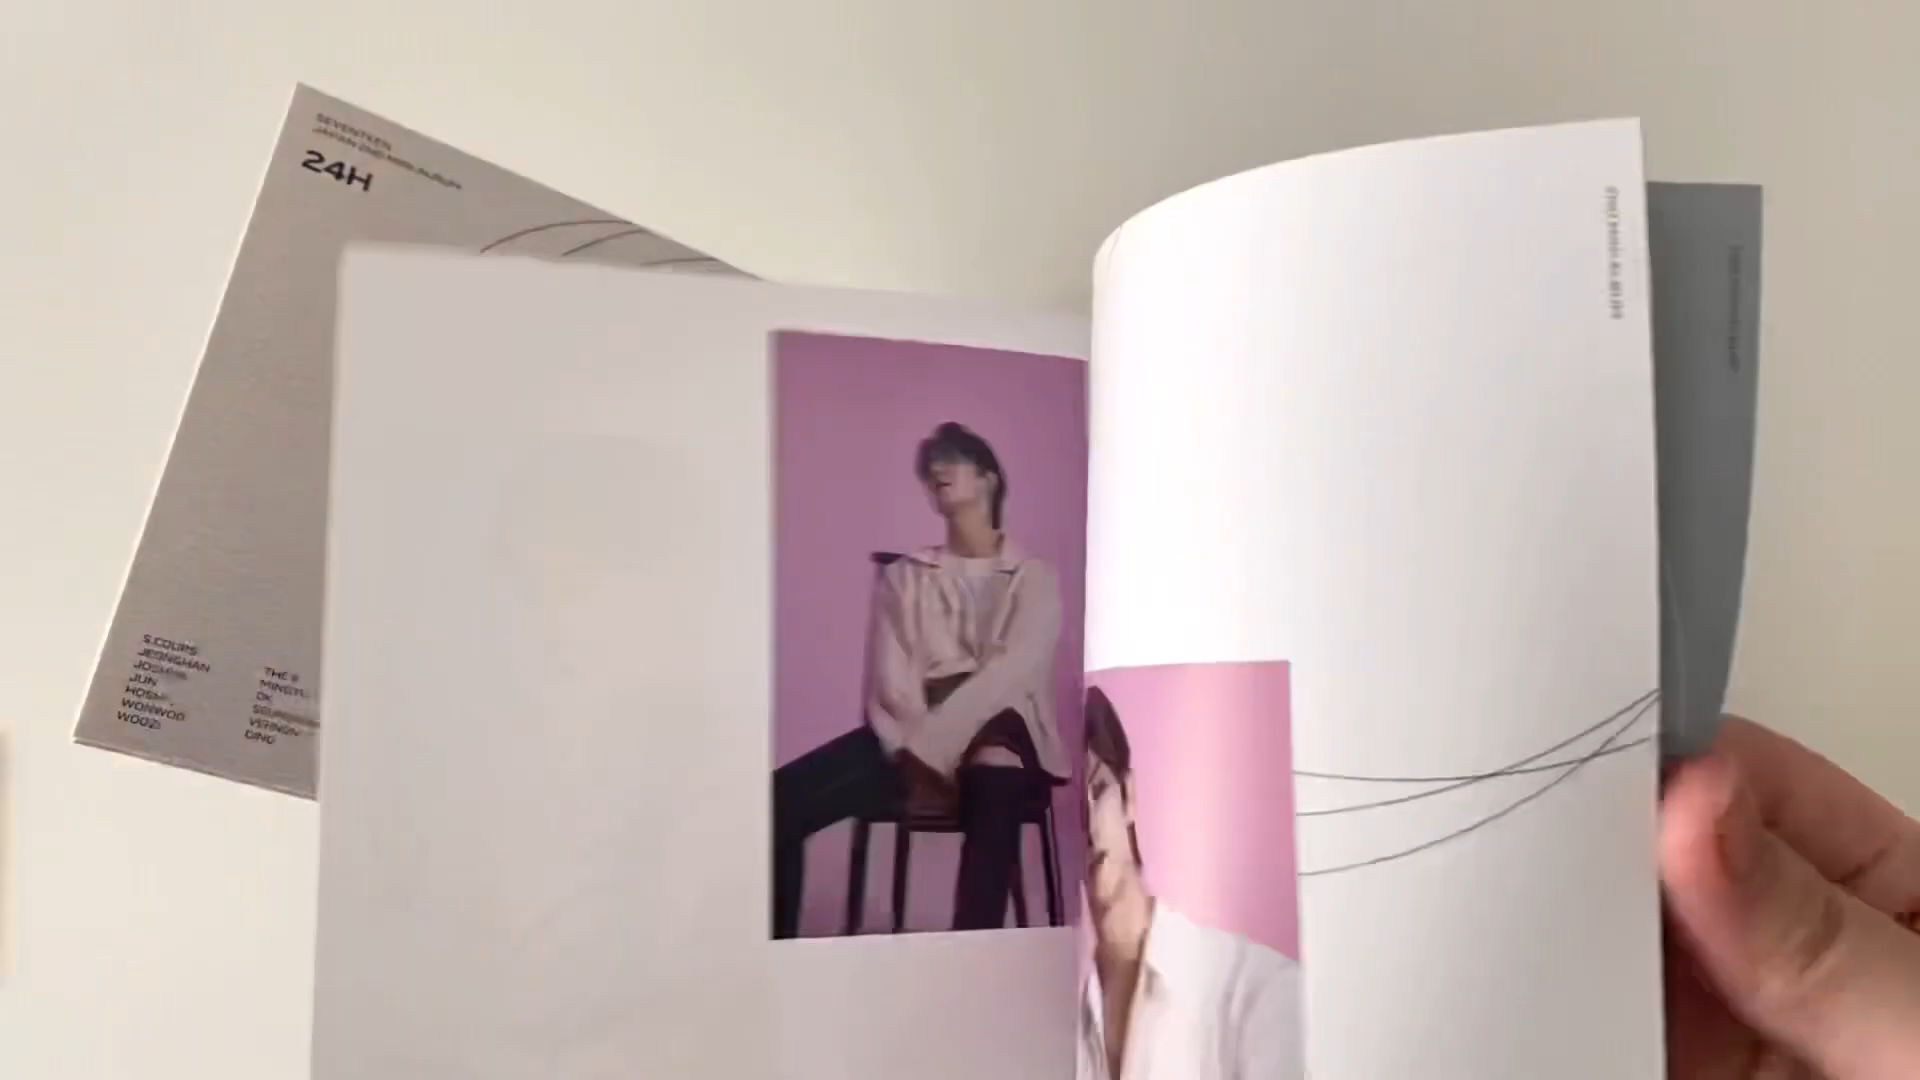 SEVENTEEN
JAPAN 2ND MINI ALBUM
24H
S.COUPS
JEONGHAN
JOSHUA
JUN
HOSHI
WONWOO
WOOZI
THE 8
MINGYU
DK
SEUNGKWAN
VERNON
DINO